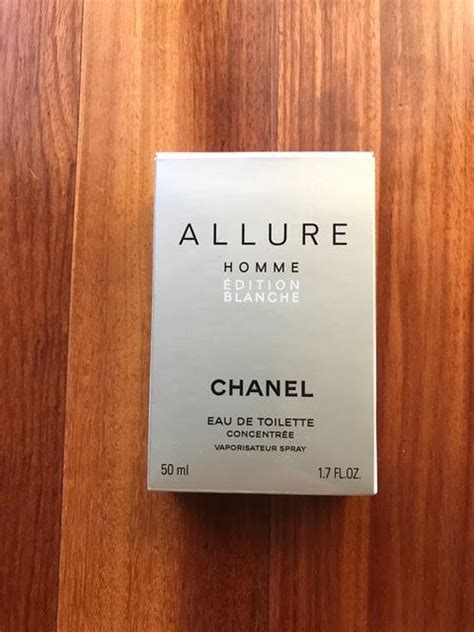 ALLURE
HOMME
ÉDITION
BLANCHE
CHANEL
EAU DE TOILETTE
CONCENTRÉE
VAPORISATEUR SPRAY
50 ml 1.7 FL.OZ.